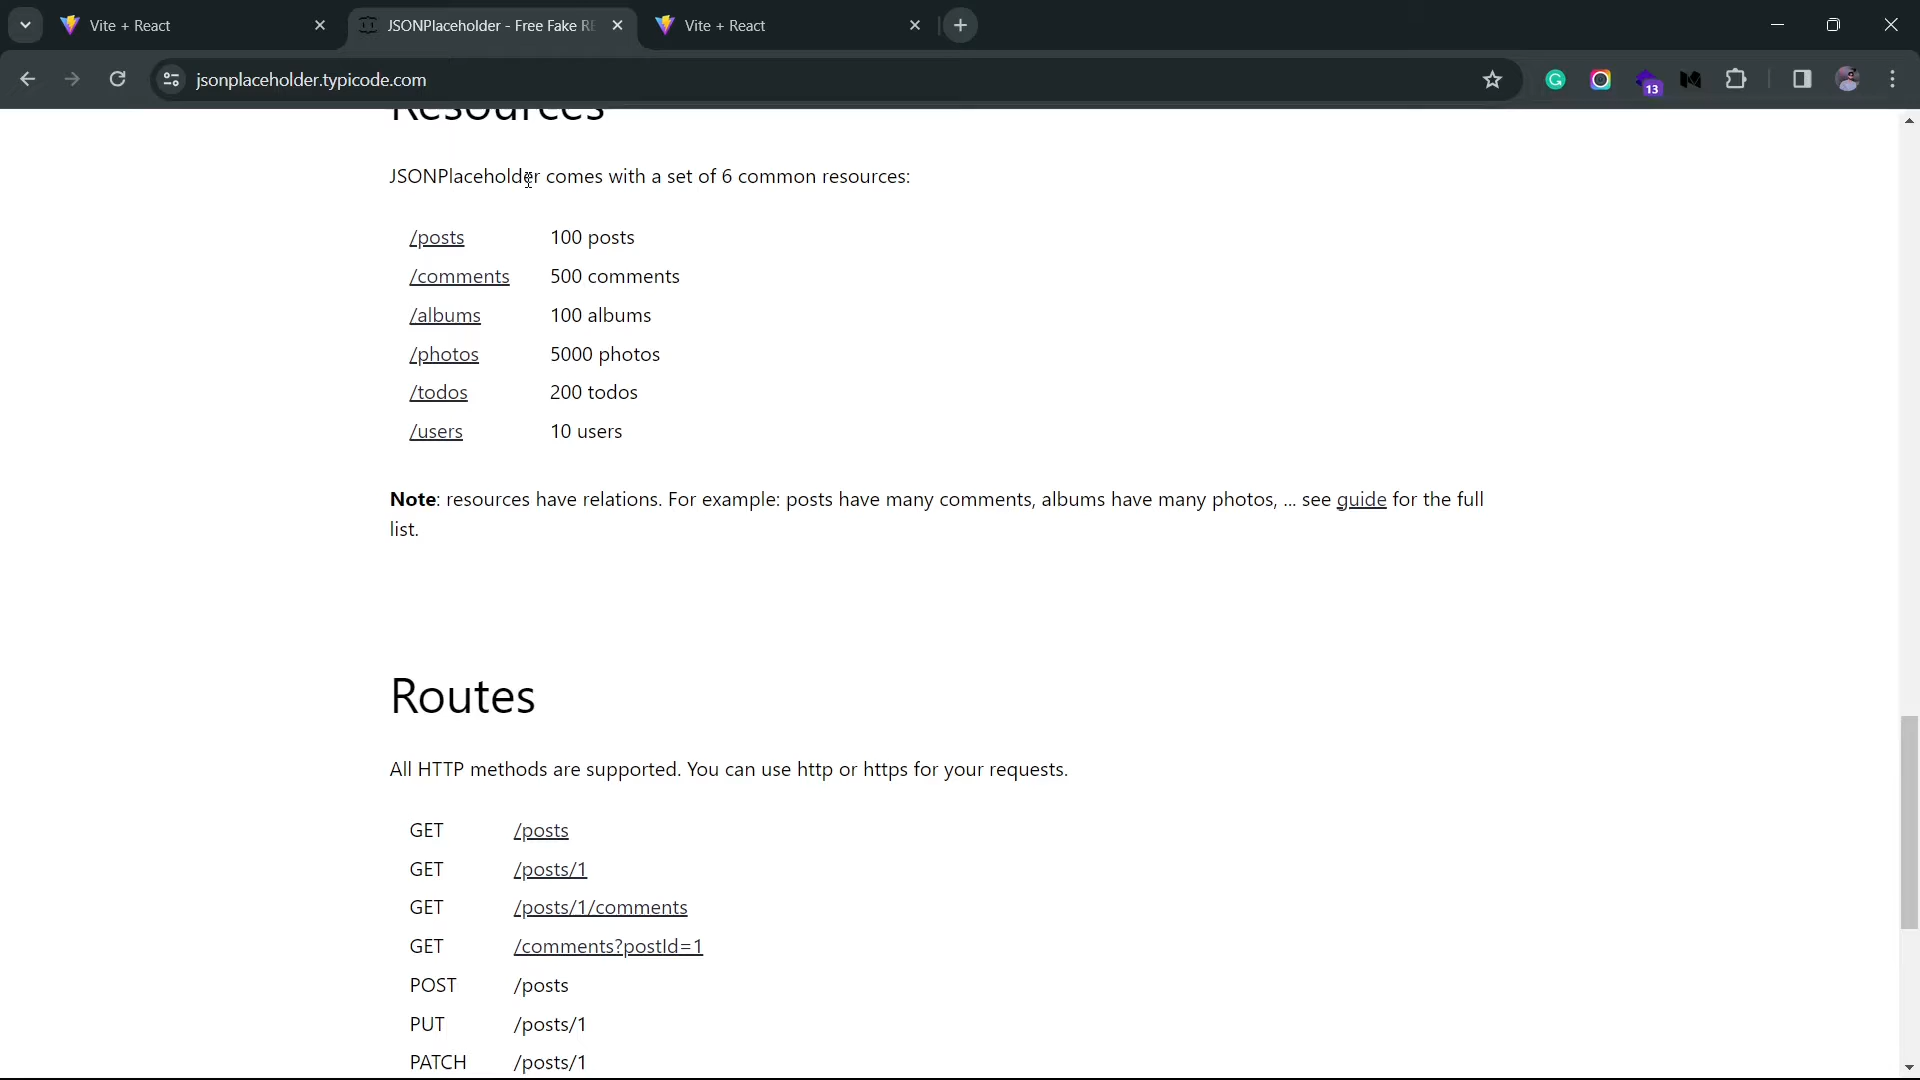 Vite + React
JSONPlaceholder - Free Fake RE
Vite + React
jsonplaceholder.typicode.com
13
Resources
JSONPlaceholder comes with a set of 6 common resources:
/posts 100 posts
/comments 500 comments
/albums 100 albums
/photos 5000 photos
/todos 200 todos
/users 10 users
Note: resources have relations. For example: posts have many comments, albums have many photos, ... see guide for the full
list.
Routes
All HTTP methods are supported. You can use http or https for your requests.
GET /posts
GET /posts/1
GET /posts/1/comments
GET /comments?postId=1
POST /posts
PUT /posts/1
PATCH /posts/1